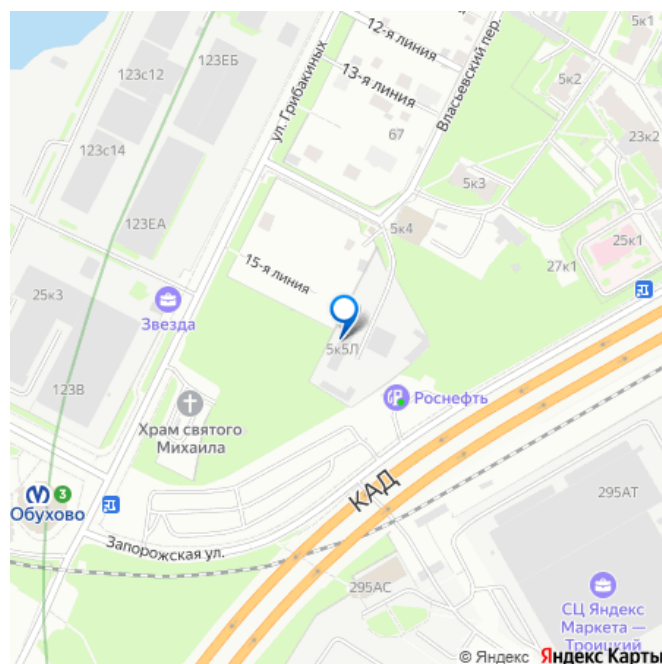 12-я линия
5к1
123ЕБ
123с12
5к2
13-я линия
ул. Грибакиных
Власьевский пер.
67
23к2
123с14
5к3
123ЕА
5к4
25к1
15-я линия
27к1
25к3
Звезда
5к5Л
123В
Роснефть
Храм святого
Михаила
КАД
3
Обухово
295АТ
Запорожская ул.
295АС
СЦ Яндекс
Маркета —
Троицкий
© Яндекс Яндекс Карты